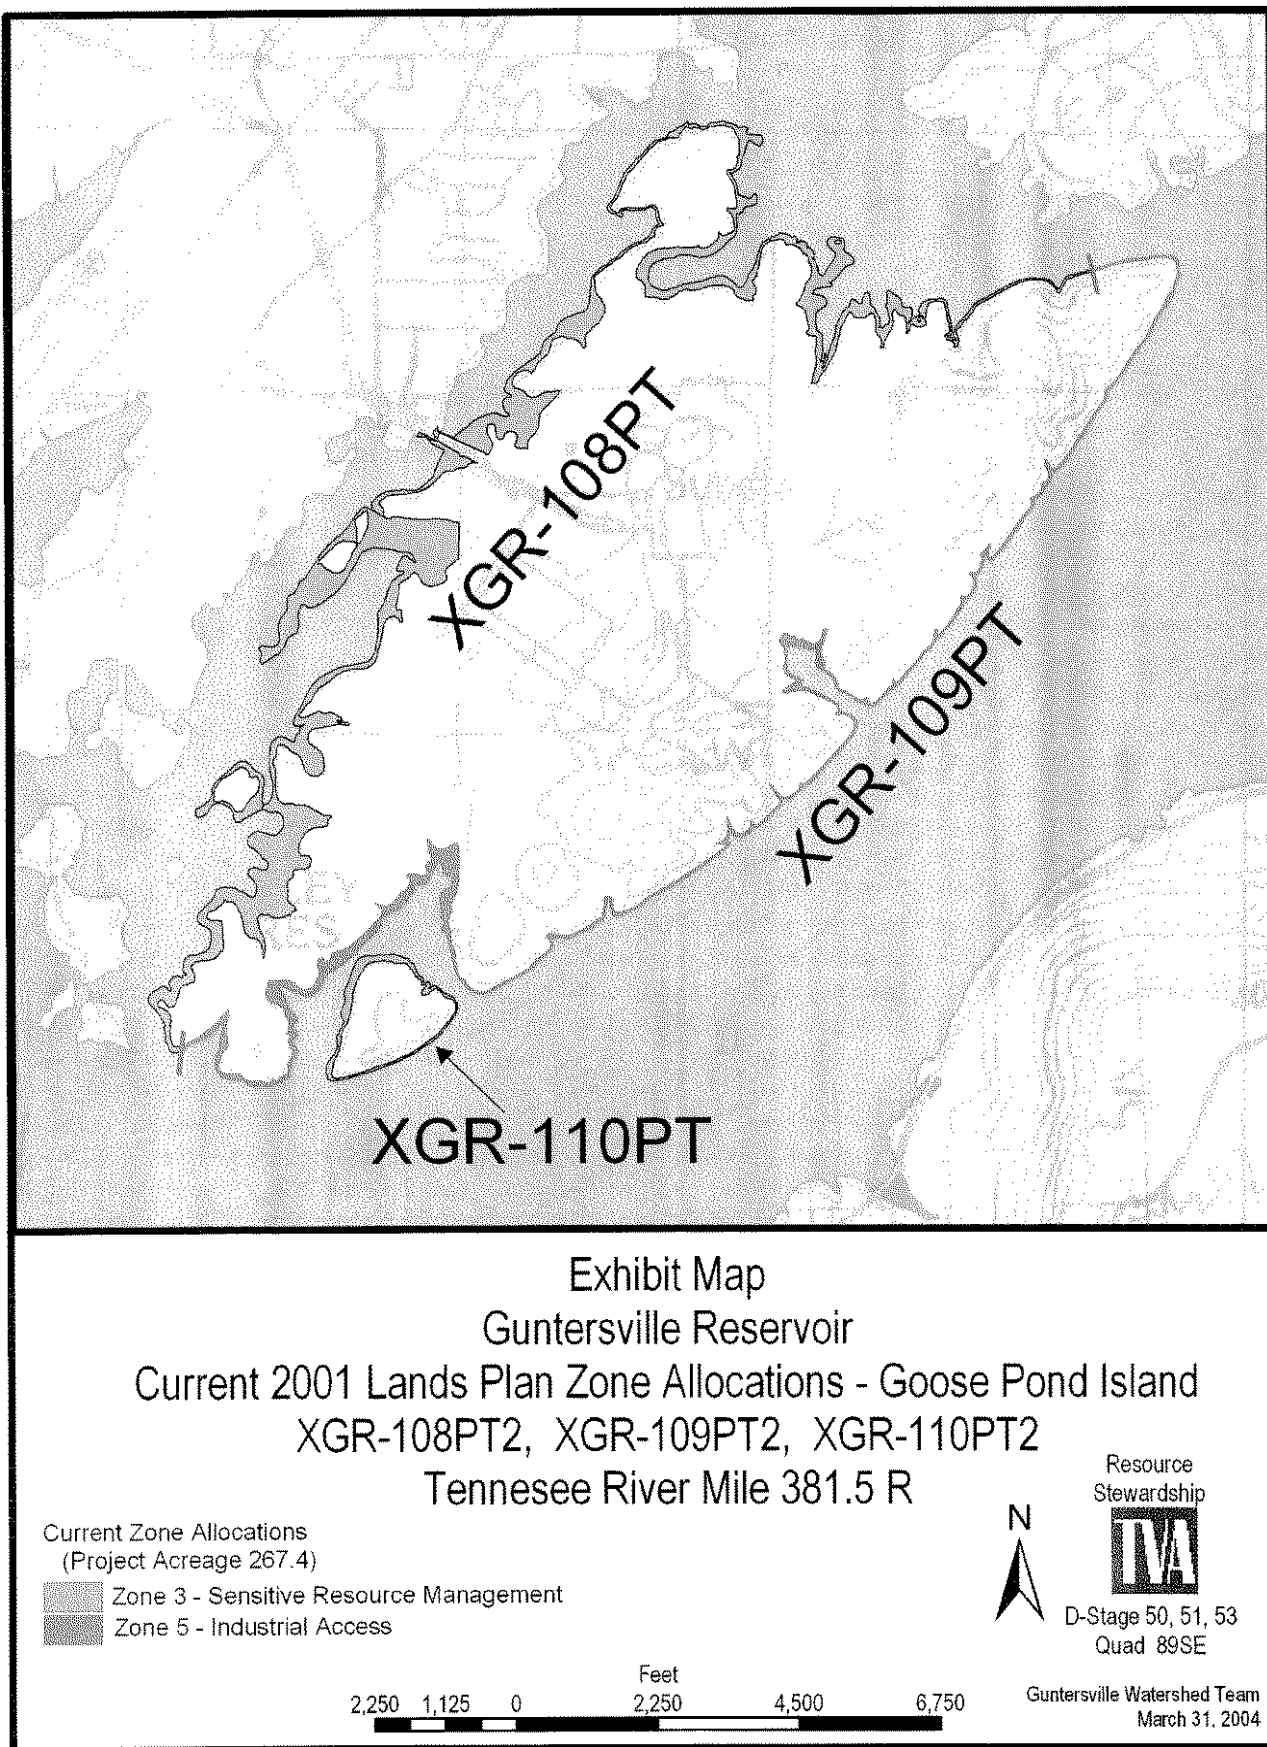 XGR-108PT
XGR-109PT
XGR-110PT
Exhibit Map
Guntersville Reservoir
Current 2001 Lands Plan Zone Allocations - Goose Pond Island
XGR-108PT2, XGR-109PT2, XGR-110PT2
Tennesee River Mile 381.5 R
Current Zone Allocations
(Project Acreage 267.4)
Zone 3 - Sensitive Resource Management
Zone 5 - Industrial Access
N
Resource
Stewardship
TVA
D-Stage 50, 51, 53
Quad 89SE
Feet
2,250 1,125 0 2,250 4,500 6,750
Guntersville Watershed Team
March 31, 2004